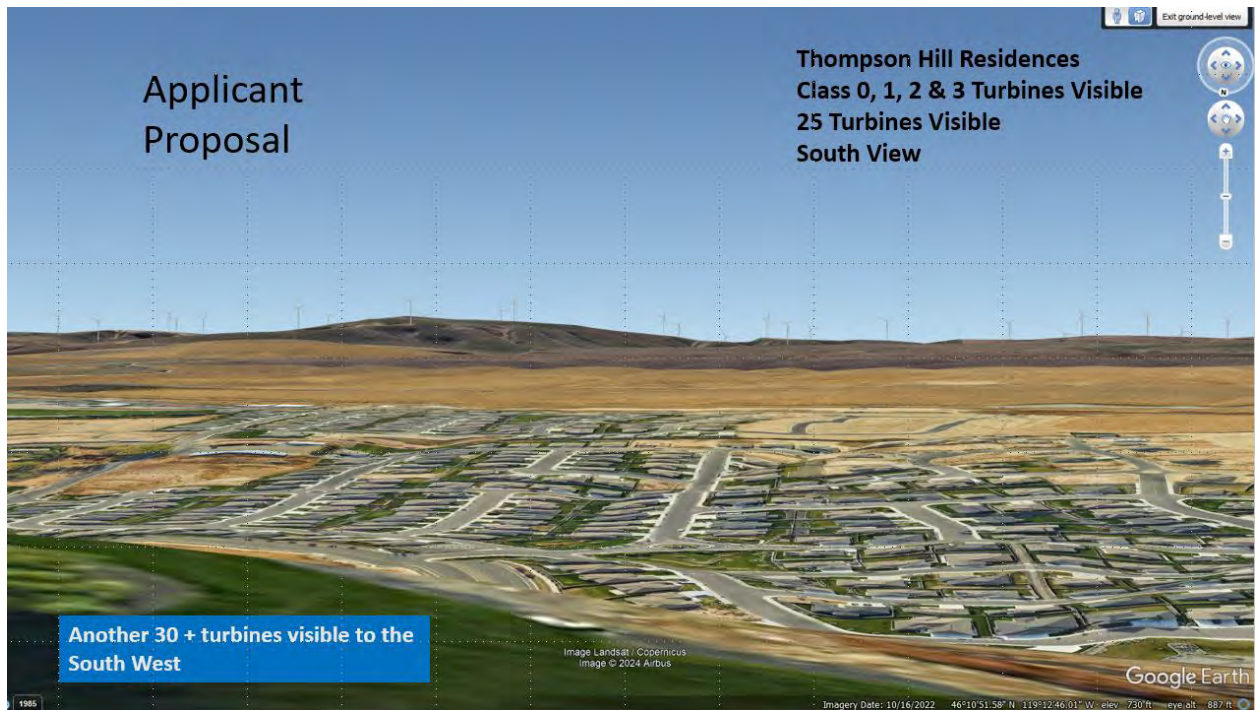 Exit ground-level view
Applicant
Proposal
Thompson Hill Residences
Class 0, 1, 2 & 3 Turbines Visible
25 Turbines Visible
South View
N
Another 30 + turbines visible to the
South West
Image Landsat / Copernicus
Image © 2024 Airbus
Google Earth
1985
Imagery Date: 10/16/2022 46°10'51.58" N 119°12'46.01" W elev 730 ft eye alt 887 ft